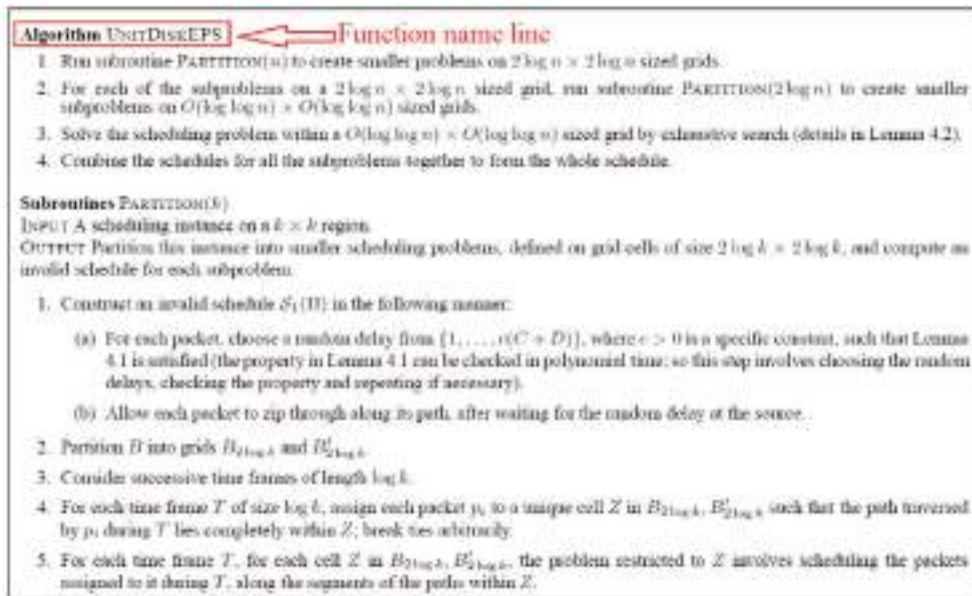 Algorithm UNITDISKEPS Function name line
1. Run subroutine PARTITION(n) to create smaller problems on 2 log n × 2 log n sized grids.
2. For each of the subproblems on a 2 log n × 2 log n sized grid, run subroutine PARTITION(2 log n) to create smaller
subproblems on O(log log n) × O(log log n) sized grids.
3. Solve the scheduling problem within a O(log log n) × O(log log n) sized grid by exhaustive search (details in Lemma 4.2).
4. Combine the schedules for all the subproblems together to form the whole schedule.
Subroutines PARTITION(k)
INPUT A scheduling instance on a k × k region.
OUTPUT Partition this instance into smaller scheduling problems, defined on grid cells of size 2 log k × 2 log k, and compute an
invalid schedule for each subproblem.
1. Construct an invalid schedule S₁(Π) in the following manner:
(a) For each packet, choose a random delay from {1, . . . , c(C + D)}, where c > 0 is a specific constant, such that Lemma
4.1 is satisfied (the property in Lemma 4.1 can be checked in polynomial time; so this step involves choosing the random
delays, checking the property and repeating if necessary).
(b) Allow each packet to zip through along its path, after waiting for the random delay at the source.
2. Partition B into grids B₂ log k and B′₂ log k.
3. Consider successive time frames of length log k.
4. For each time frame T of size log k, assign each packet pᵢ to a unique cell Z in B₂ log k, B′₂ log k such that the path traversed
by pᵢ during T lies completely within Z; break ties arbitrarily.
5. For each time frame T, for each cell Z in B₂ log k, B′₂ log k, the problem restricted to Z involves scheduling the packets
assigned to it during T, along the segments of the paths within Z.